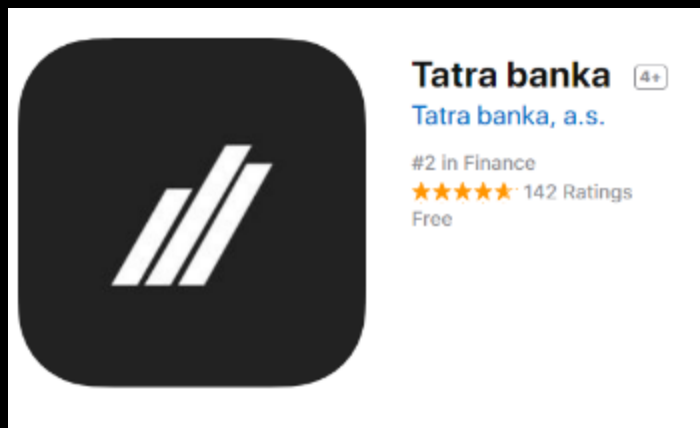 Tatra banka 4+
Tatra banka, a.s.
#2 in Finance
142 Ratings
Free